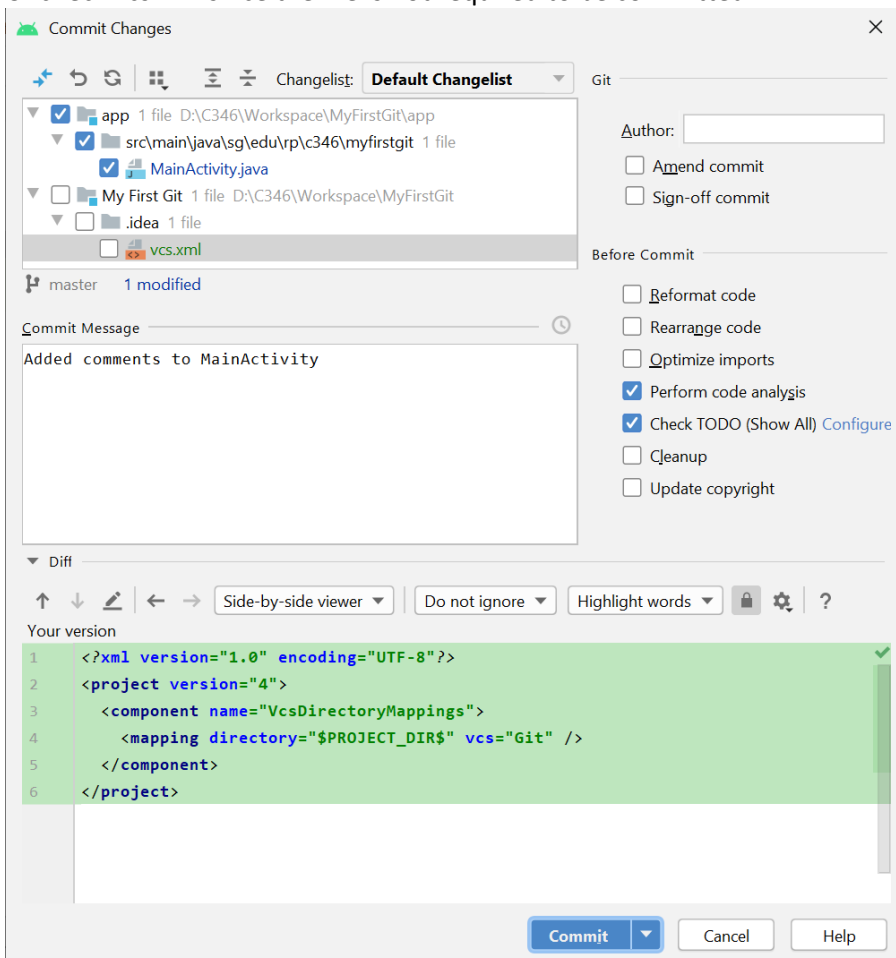 Commit Changes
Changelist: Default Changelist
Git
app 1 file D:\C346\Workspace\MyFirstGit\app
src\main\java\sg\edu\rp\c346\myfirstgit 1 file
MainActivity.java
My First Git 1 file D:\C346\Workspace\MyFirstGit
.idea 1 file
vcs.xml
master 1 modified
Author:
Amend commit
Sign-off commit
Before Commit
Reformat code
Rearrange code
Optimize imports
Perform code analysis
Check TODO (Show All) Configure
Cleanup
Update copyright
Commit Message
Added comments to MainActivity
Diff
Side-by-side viewer Do not ignore Highlight words ?
Your version
1 <?xml version="1.0" encoding="UTF-8"?>
2 <project version="4">
3 <component name="VcsDirectoryMappings">
4 <mapping directory="$PROJECT_DIR$" vcs="Git" />
5 </component>
6 </project>
Commit Cancel Help